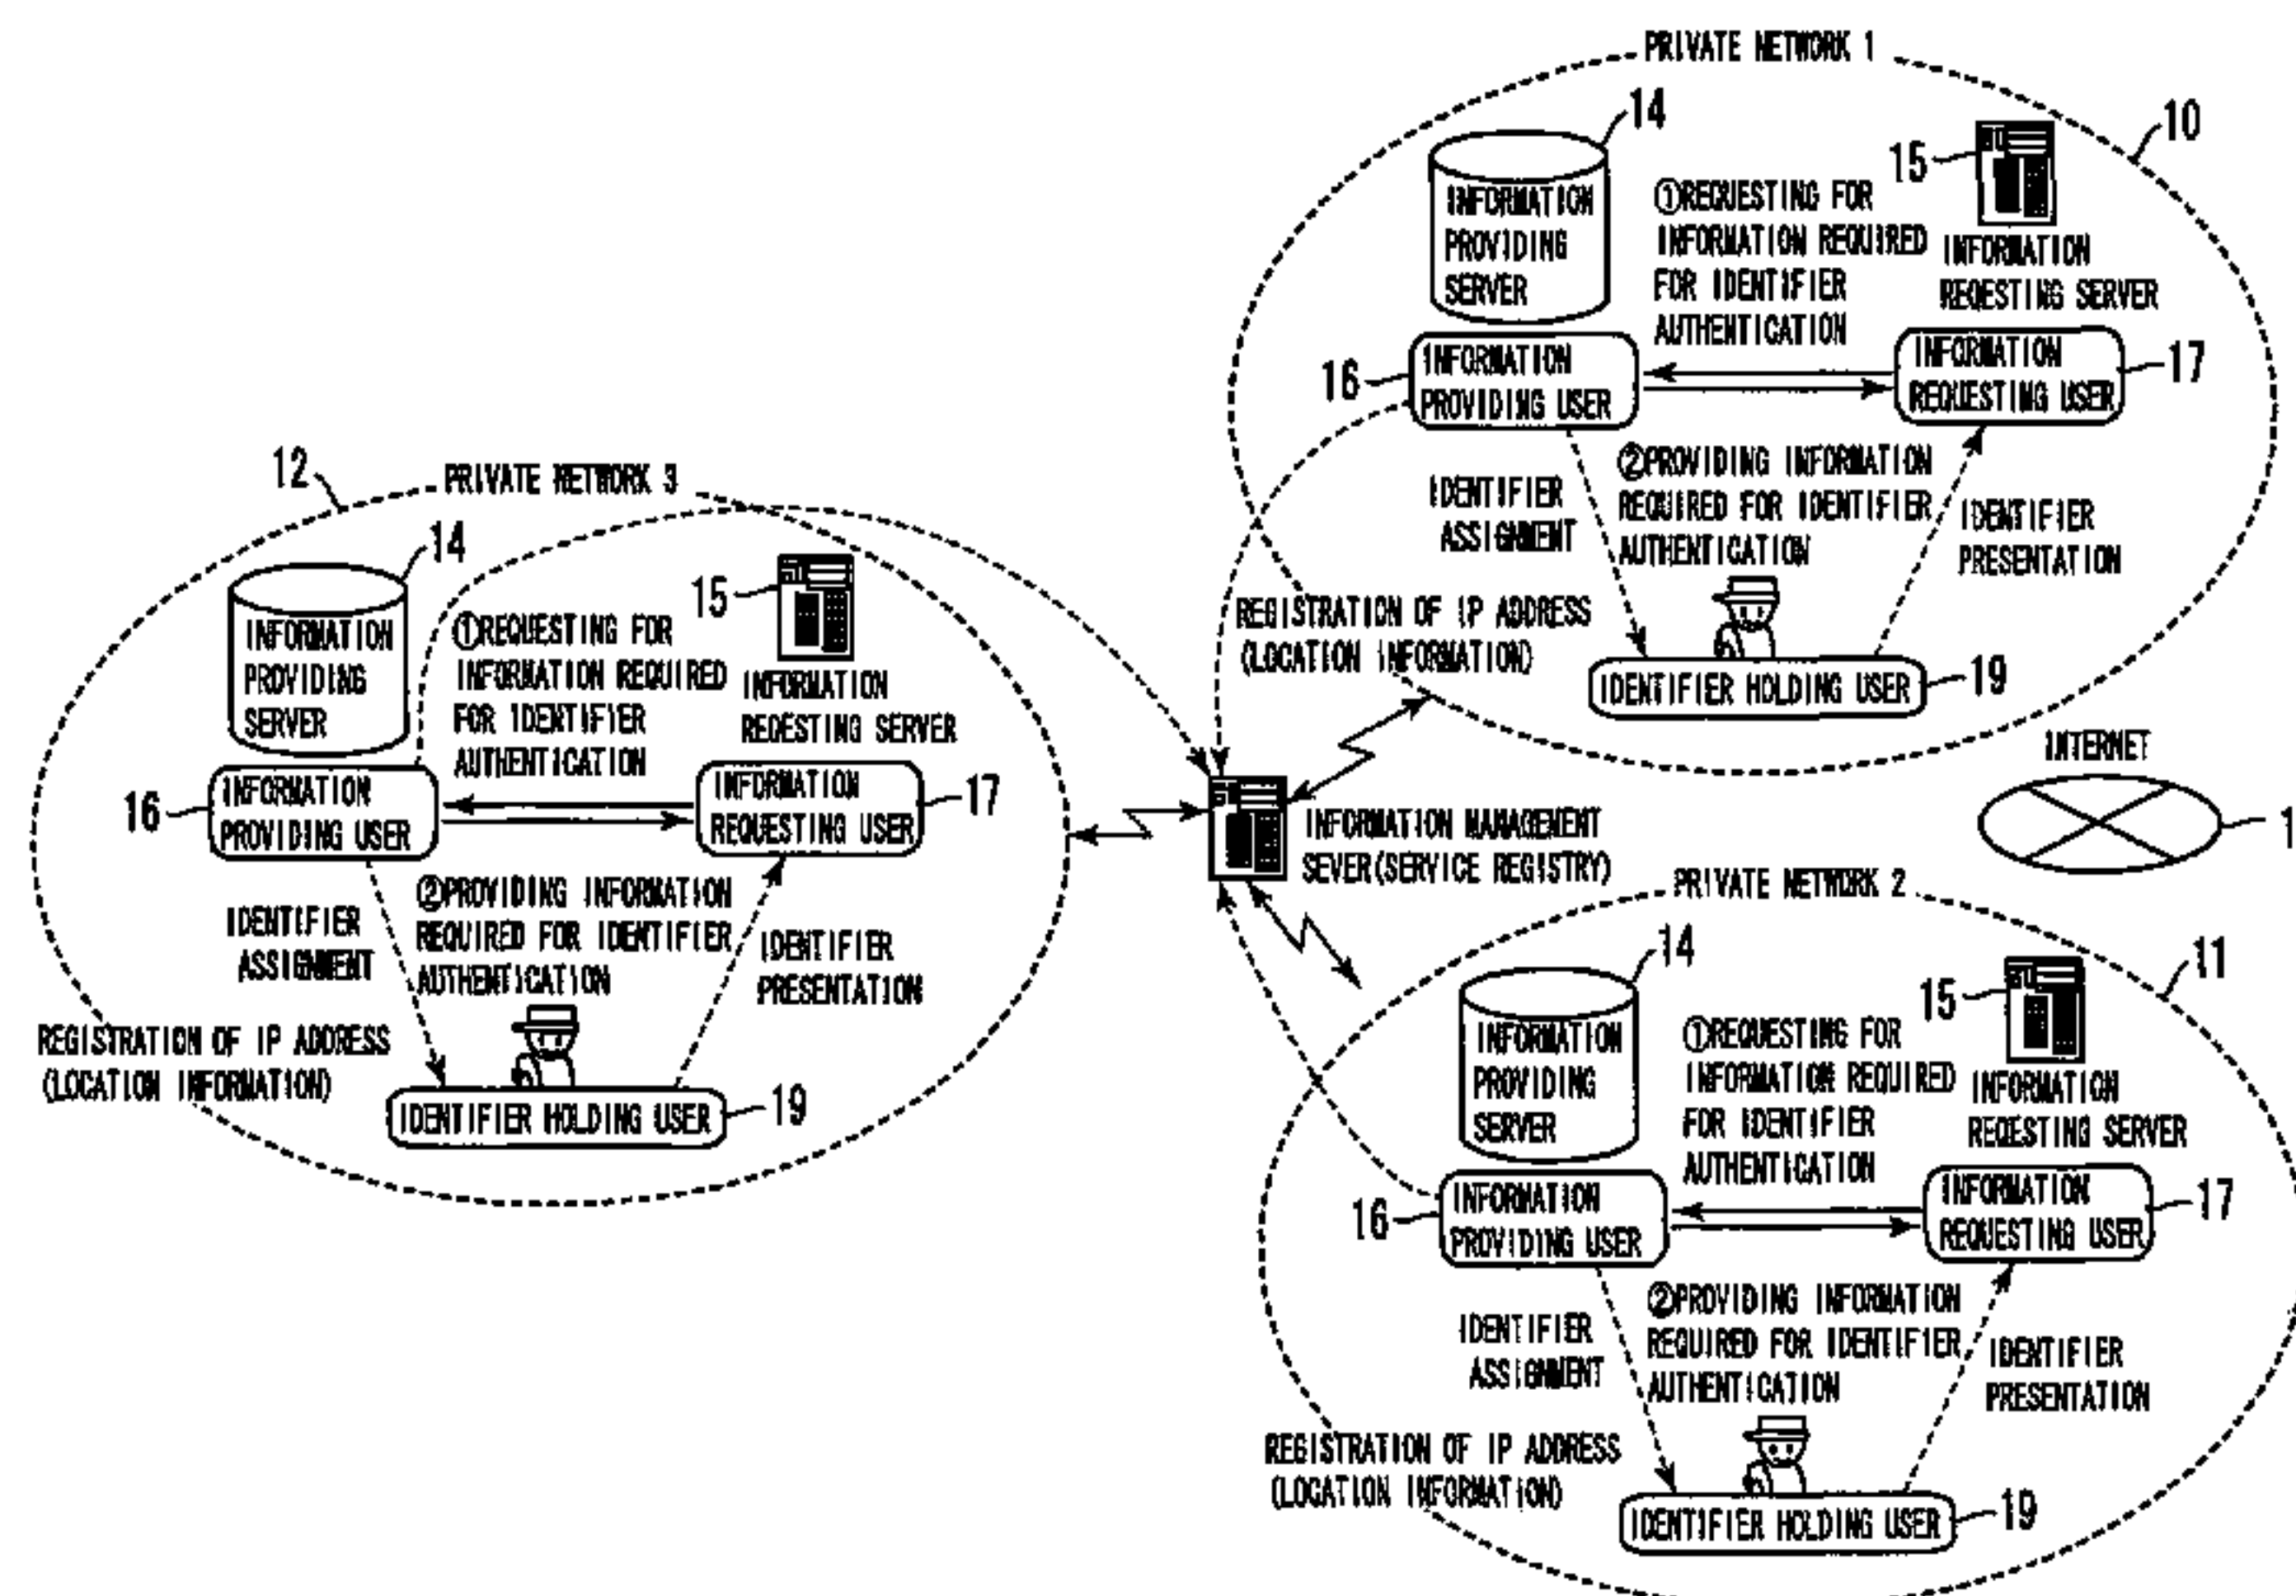 PRIVATE NETWORK 1
14
10
15
INFORMATION
PROVIDING
SERVER
①REQUESTING FOR
INFORMATION REQUIRED
FOR IDENTIFIER
AUTHENTICATION
INFORMATION
REQESTING SERVER
16
INFORMATION
PROVIDING USER
INFORMATION
REQUESTING USER
17
IDENTIFIER
ASSIGNMENT
②PROVIDING INFORMATION
REQUIRED FOR IDENTIFIER
AUTHENTICATION
IDENTIFIER
PRESENTATION
REGISTRATION OF IP ADDRESS
(LOCATION INFORMATION)
IDENTIFIER HOLDING USER
19
12
PRIVATE NETWORK 3
14
15
INFORMATION
PROVIDING
SERVER
①REQUESTING FOR
INFORMATION REQUIRED
FOR IDENTIFIER
AUTHENTICATION
INFORMATION
REQESTING SERVER
16
INFORMATION
PROVIDING USER
INFORMATION
REQUESTING USER
17
IDENTIFIER
ASSIGNMENT
②PROVIDING INFORMATION
REQUIRED FOR IDENTIFIER
AUTHENTICATION
IDENTIFIER
PRESENTATION
REGISTRATION OF IP ADDRESS
(LOCATION INFORMATION)
IDENTIFIER HOLDING USER
19
INFORMATION MANAGEMENT
SEVER(SERVICE REGISTRY)
INTERNET
1
PRIVATE NETWORK 2
14
11
15
INFORMATION
PROVIDING
SERVER
①REQUESTING FOR
INFORMATION REQUIRED
FOR IDENTIFIER
AUTHENTICATION
INFORMATION
REQESTING SERVER
16
INFORMATION
PROVIDING USER
INFORMATION
REQUESTING USER
17
IDENTIFIER
ASSIGNMENT
②PROVIDING INFORMATION
REQUIRED FOR IDENTIFIER
AUTHENTICATION
IDENTIFIER
PRESENTATION
REGISTRATION OF IP ADDRESS
(LOCATION INFORMATION)
IDENTIFIER HOLDING USER
19